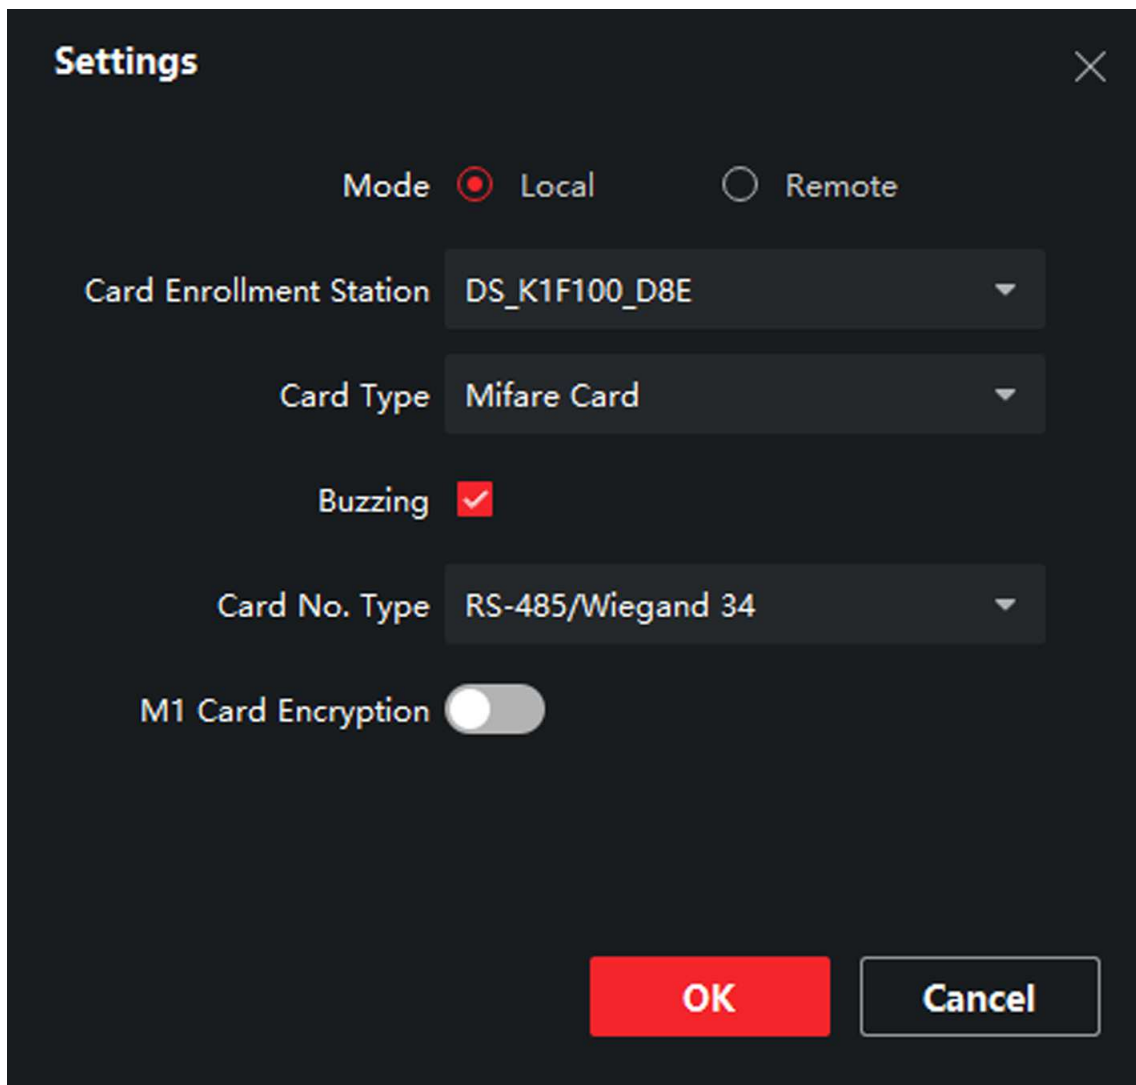 Settings
Mode Local Remote
Card Enrollment Station DS_K1F100_D8E
Card Type Mifare Card
Buzzing
Card No. Type RS-485/Wiegand 34
M1 Card Encryption
OK Cancel